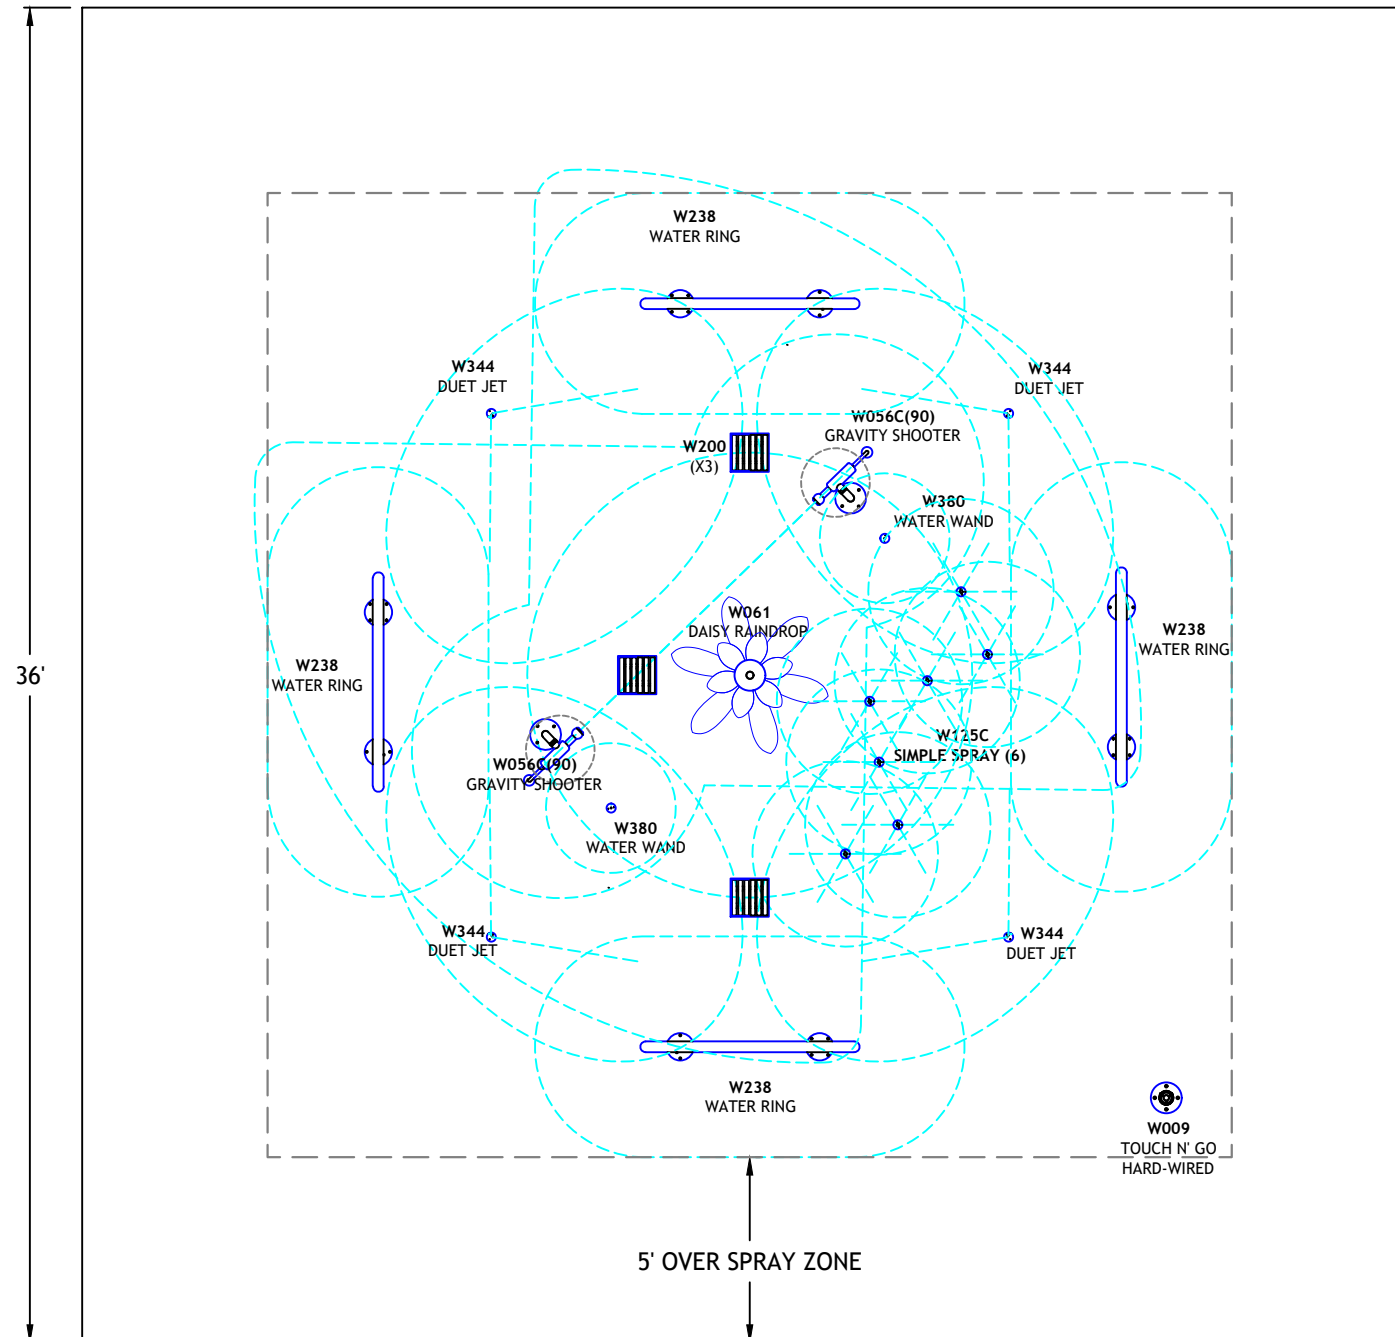 W238
WATER RING
W344
DUET JET
W344
DUET JET
W056C(90)
GRAVITY SHOOTER
W200
(X3)
W380
WATER WAND
W061
DAISY RAINDROP
W238
WATER RING
W238
WATER RING
36'
W125C
SIMPLE SPRAY (6)
W056C(90)
GRAVITY SHOOTER
W380
WATER WAND
W344
DUET JET
W344
DUET JET
W238
WATER RING
W009
TOUCH N' GO
HARD-WIRED
5' OVER SPRAY ZONE